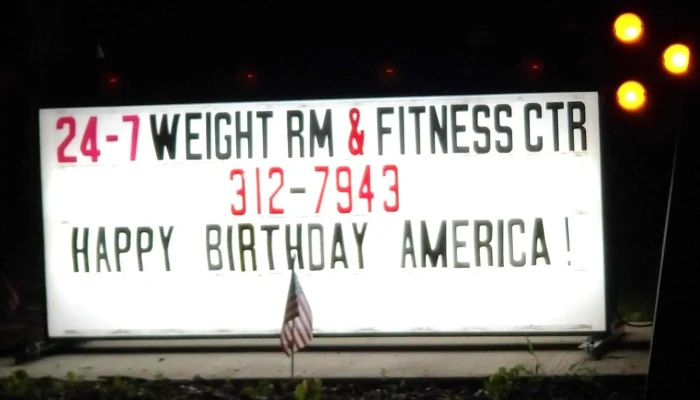 24-7 WEIGHT RM & FITNESS CTR
312-7943
HAPPY BIRTHDAY AMERICA!